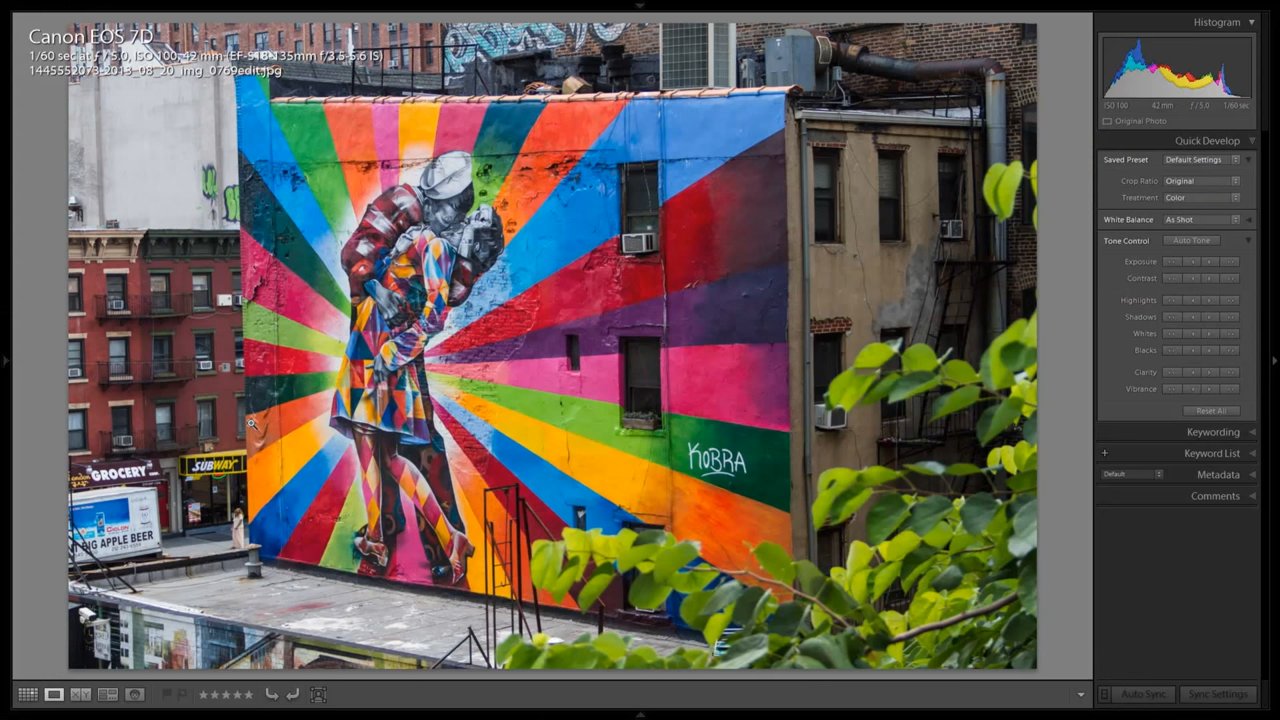 Canon EOS 7D
1/60 sec at ƒ / 5.0, ISO 100, 42 mm (EF-S18-135mm f/3.5-5.6 IS)
1445552073-2013_08_20_img_0769edit.jpg
Histogram
ISO 100 42 mm ƒ / 5.0 1/60 sec
Original Photo
Quick Develop
Saved Preset Default Settings
Crop Ratio Original
Treatment Color
White Balance As Shot
Tone Control Auto Tone
Exposure
Contrast
Highlights
Shadows
Whites
Blacks
Clarity
Vibrance
Reset All
Keywording
Keyword List
Default Metadata
Comments
KOBRA
GROCERY
SUBWAY
BIG APPLE BEER
X Y
Auto Sync Sync Settings